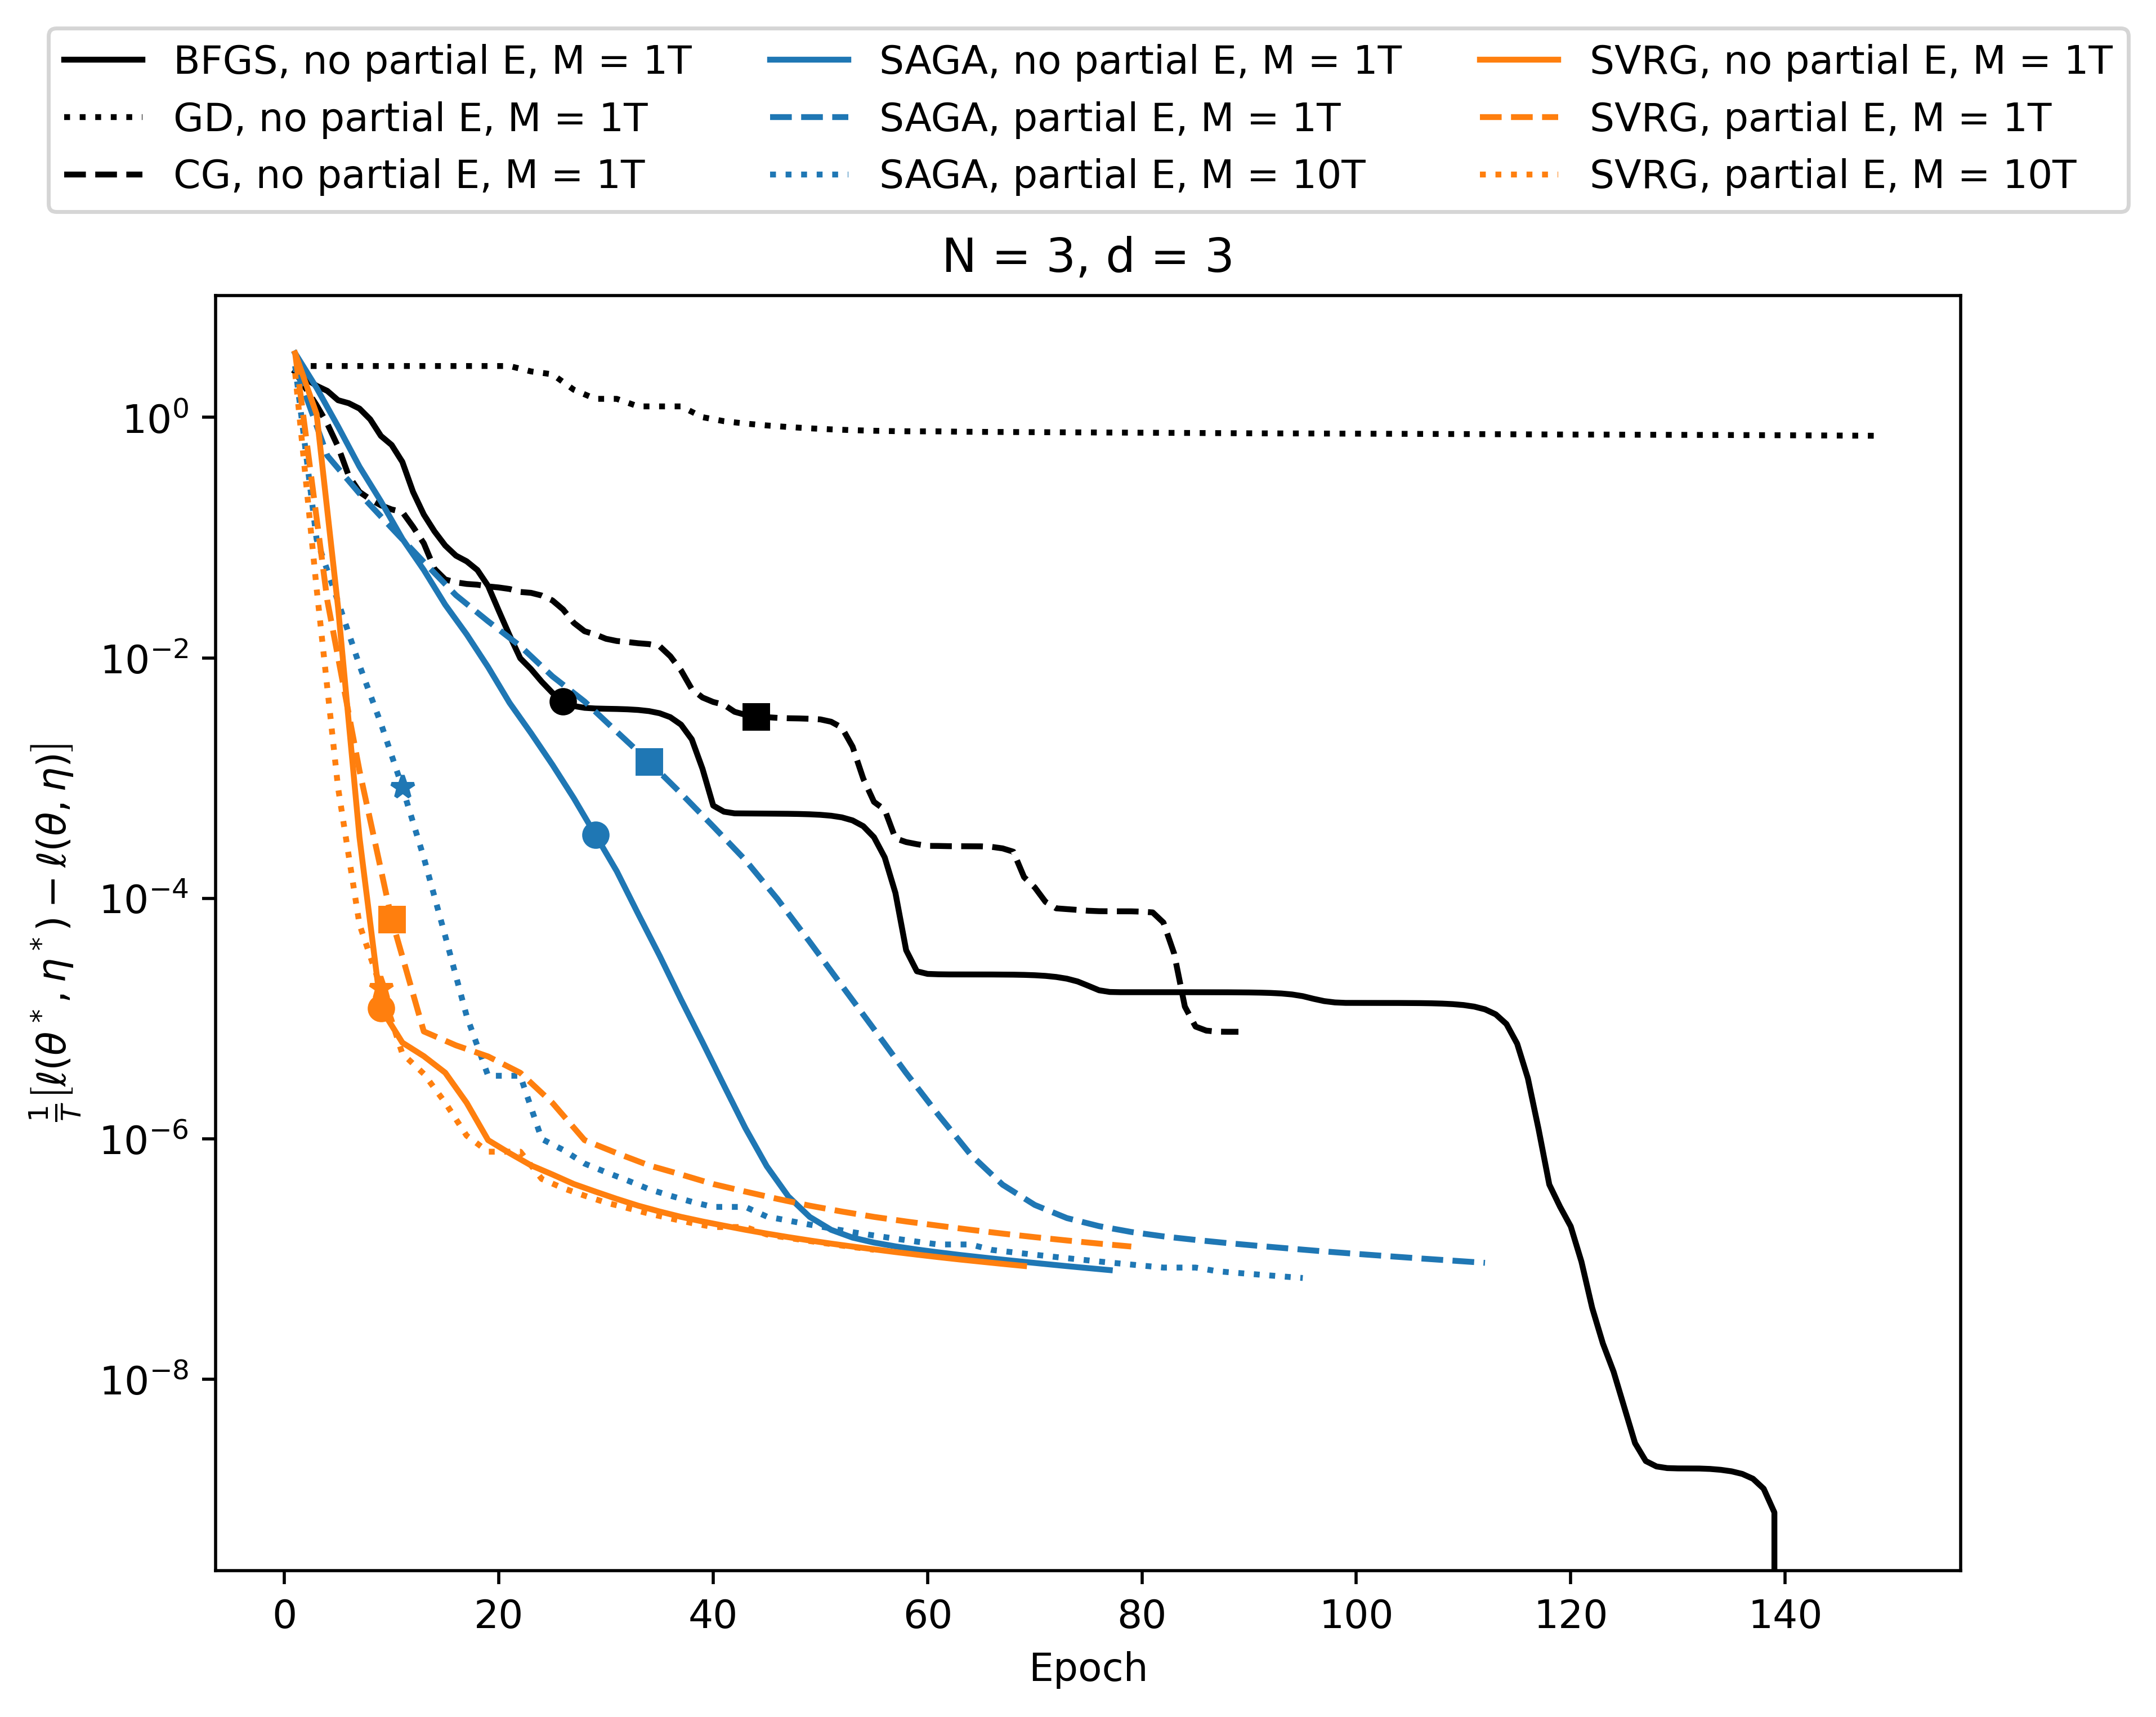 BFGS, no partial E, M = 1T
GD, no partial E, M = 1T
CG, no partial E, M = 1T
SAGA, no partial E, M = 1T
SAGA, partial E, M = 1T
SAGA, partial E, M = 10T
SVRG, no partial E, M = 1T
SVRG, partial E, M = 1T
SVRG, partial E, M = 10T
N = 3, d = 3
10⁰
10⁻²
10⁻⁴
10⁻⁶
10⁻⁸
1/T [ℓ(θ*, η*) − ℓ(θ, η)]
0 20 40 60 80 100 120 140
Epoch